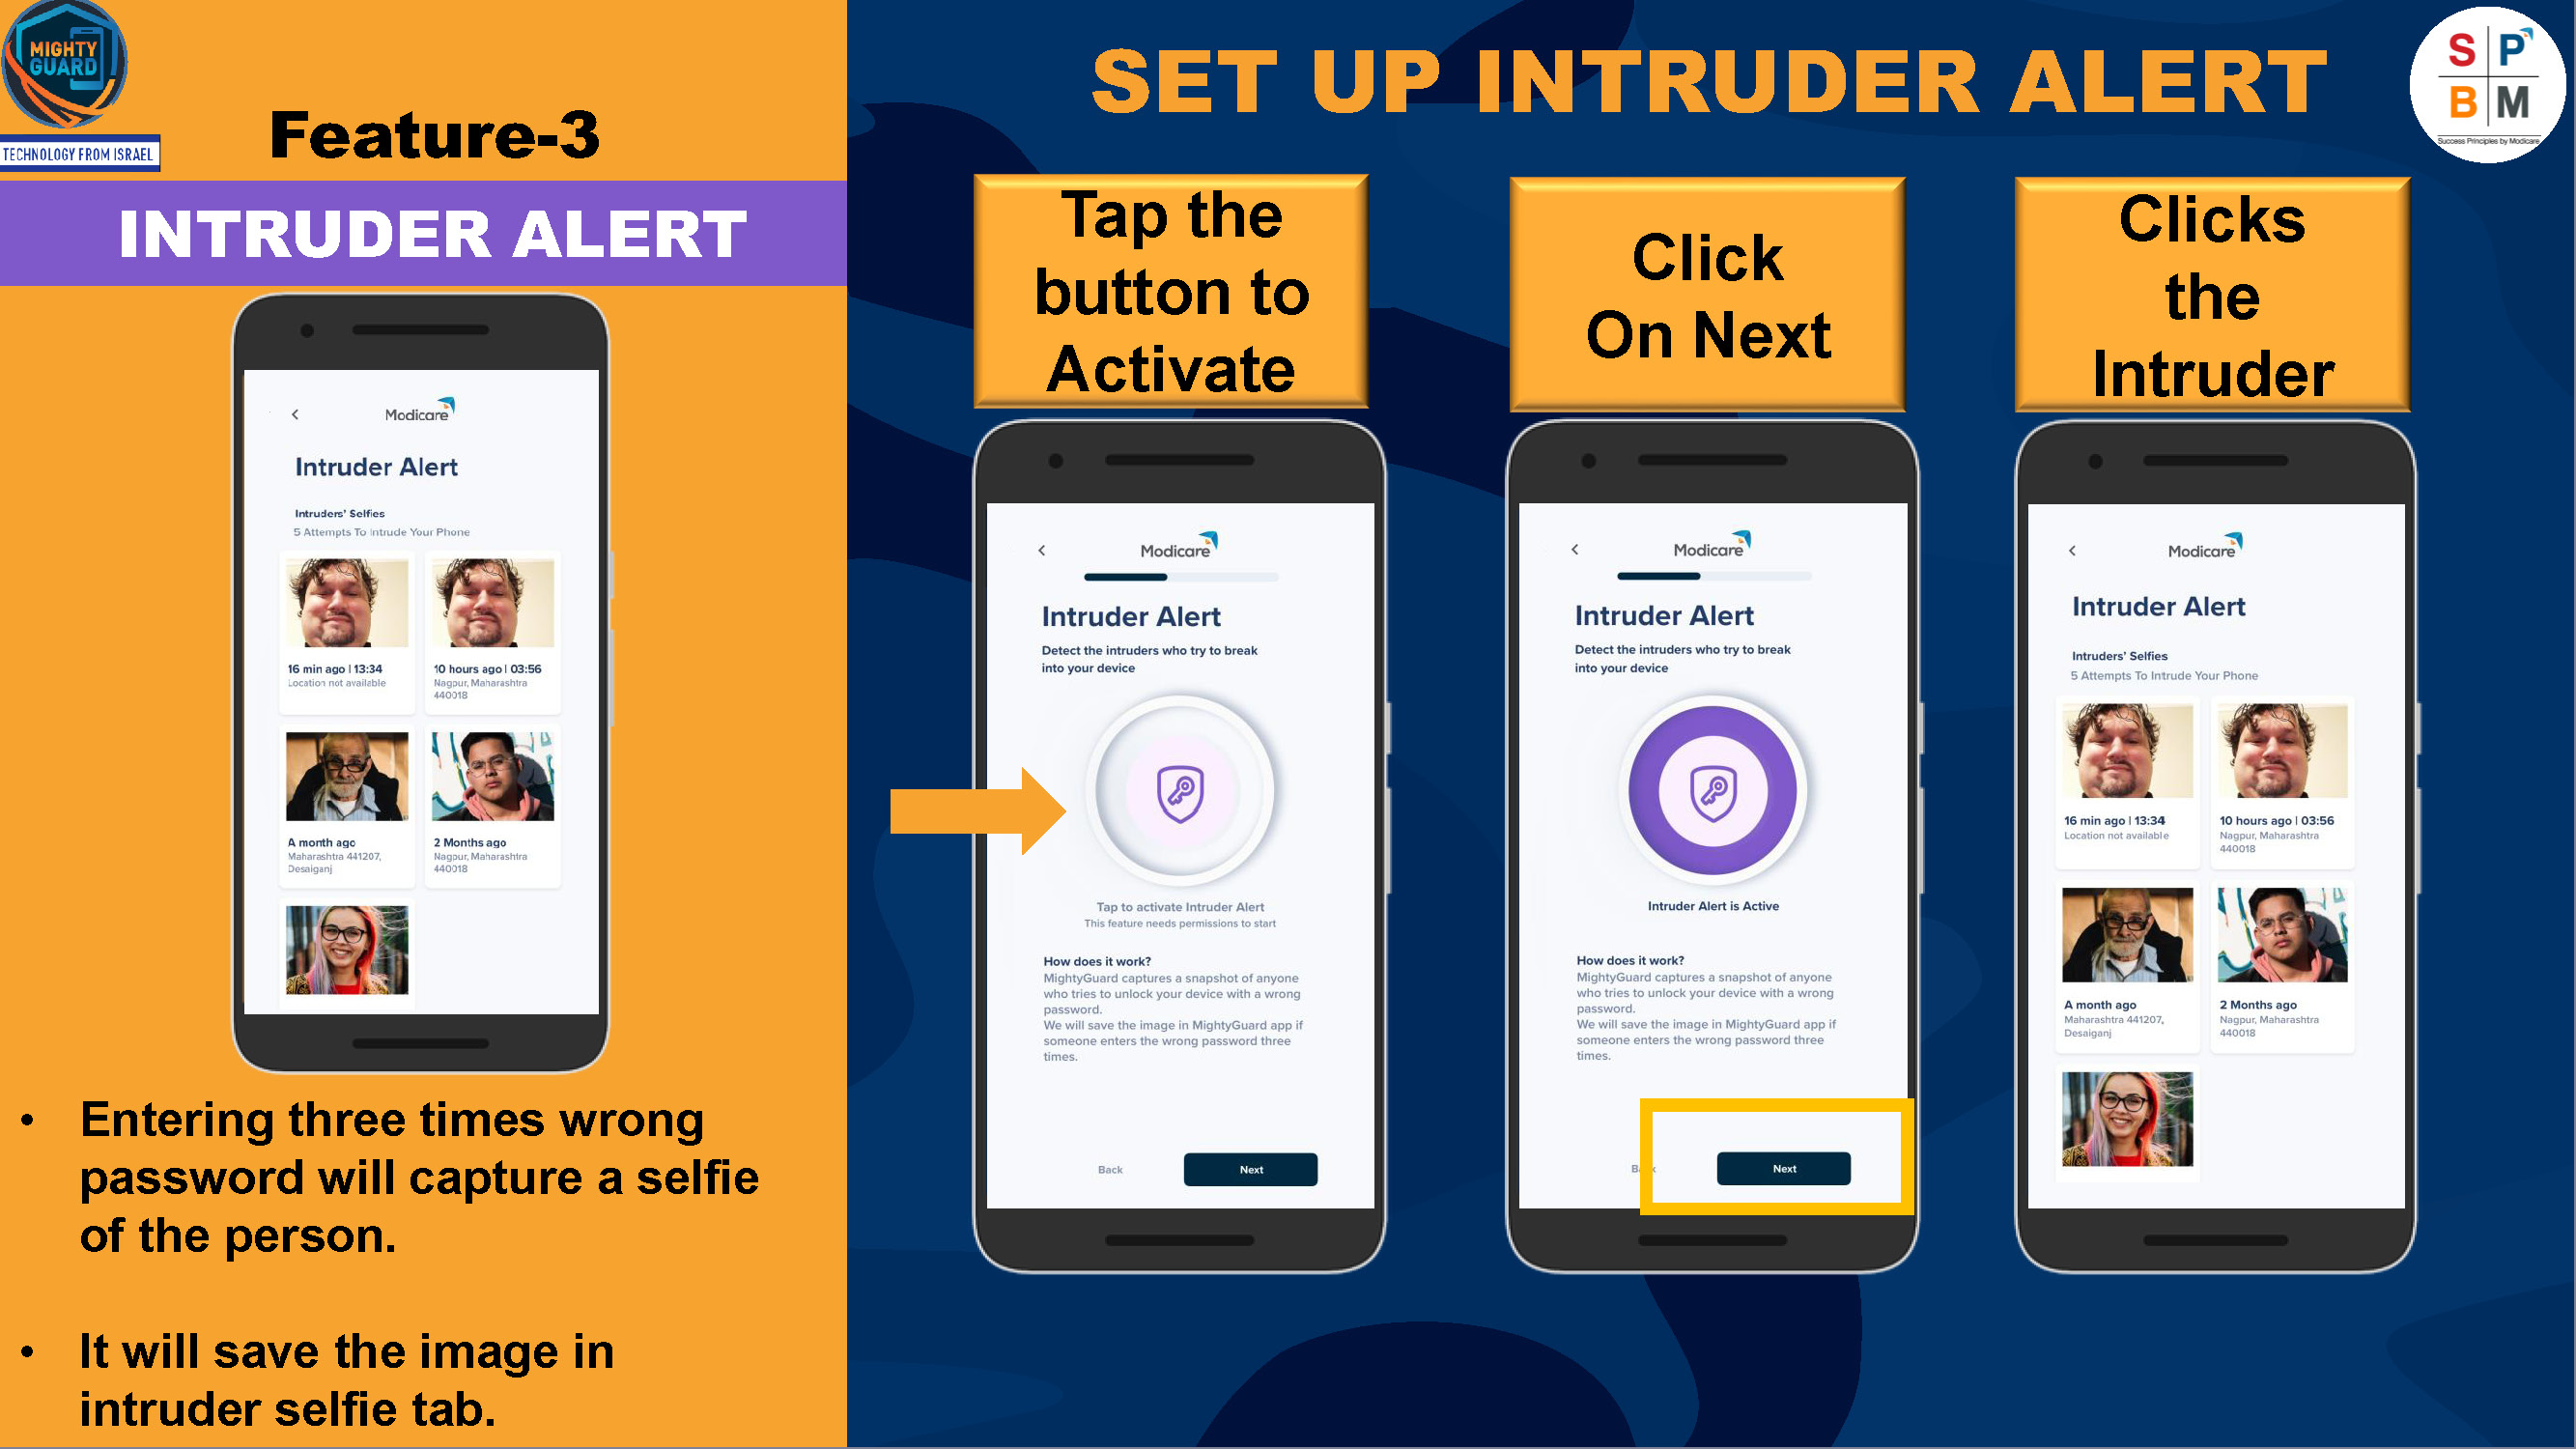 MIGHTY
GUARD
TECHNOLOGY FROM ISRAEL
Feature-3
INTRUDER ALERT
Modicare
Intruder Alert
Intruders' Selfies
5 Attempts To Intrude Your Phone
16 min ago | 13:34
Location not available
10 hours ago | 03:56
Nagpur, Maharashtra
440018
A month ago
Maharashtra 441207,
Desaiganj
2 Months ago
Nagpur, Maharashtra
440018
• Entering three times wrong
password will capture a selfie
of the person.
• It will save the image in
intruder selfie tab.
SET UP INTRUDER ALERT
S P
B M
Success Principles by Modicare
Tap the
button to
Activate
Modicare
Intruder Alert
Detect the intruders who try to break
into your device
Tap to activate Intruder Alert
This feature needs permissions to start
How does it work?
MightyGuard captures a snapshot of anyone
who tries to unlock your device with a wrong
password.
We will save the image in MightyGuard app if
someone enters the wrong password three
times.
Back
Next
Click
On Next
Modicare
Intruder Alert
Detect the intruders who try to break
into your device
Intruder Alert is Active
How does it work?
MightyGuard captures a snapshot of anyone
who tries to unlock your device with a wrong
password.
We will save the image in MightyGuard app if
someone enters the wrong password three
times.
Next
Clicks
the
Intruder
Modicare
Intruder Alert
Intruders' Selfies
5 Attempts To Intrude Your Phone
16 min ago | 13:34
Location not available
10 hours ago | 03:56
Nagpur, Maharashtra
440018
A month ago
Maharashtra 441207,
Desaiganj
2 Months ago
Nagpur, Maharashtra
440018